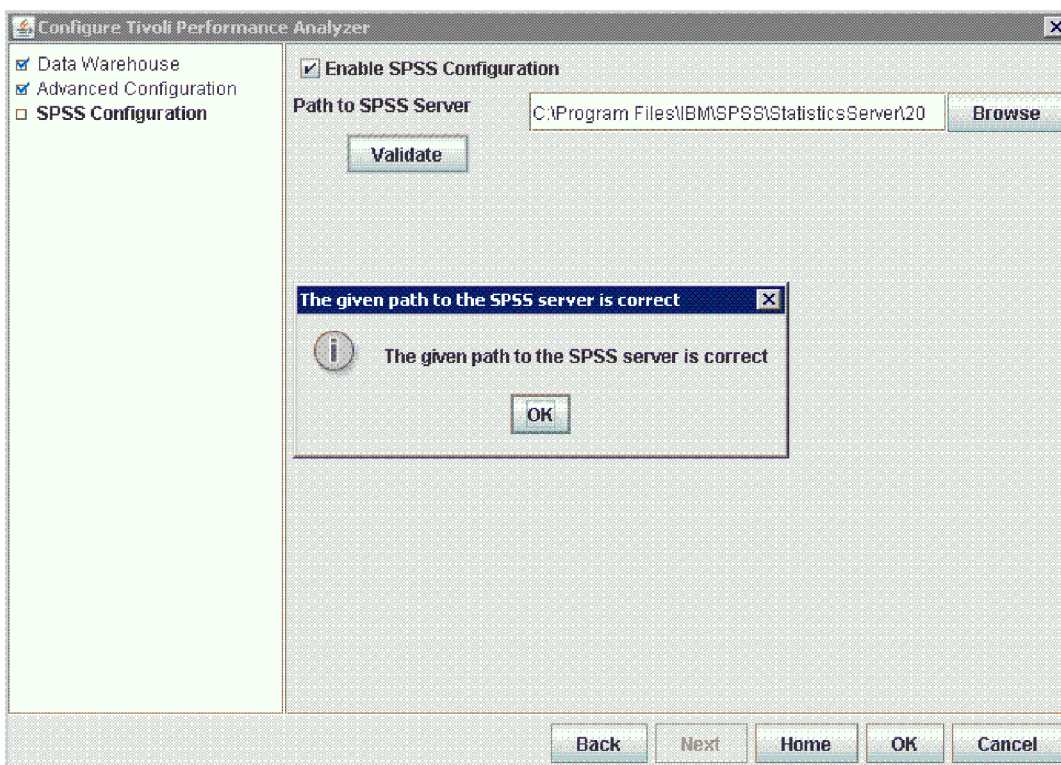 Configure Tivoli Performance Analyzer
Data Warehouse
Advanced Configuration
SPSS Configuration
Enable SPSS Configuration
Path to SPSS Server
C:\Program Files\IBM\SPSS\StatisticsServer\20
Browse
Validate
The given path to the SPSS server is correct
The given path to the SPSS server is correct
OK
Back
Next
Home
OK
Cancel